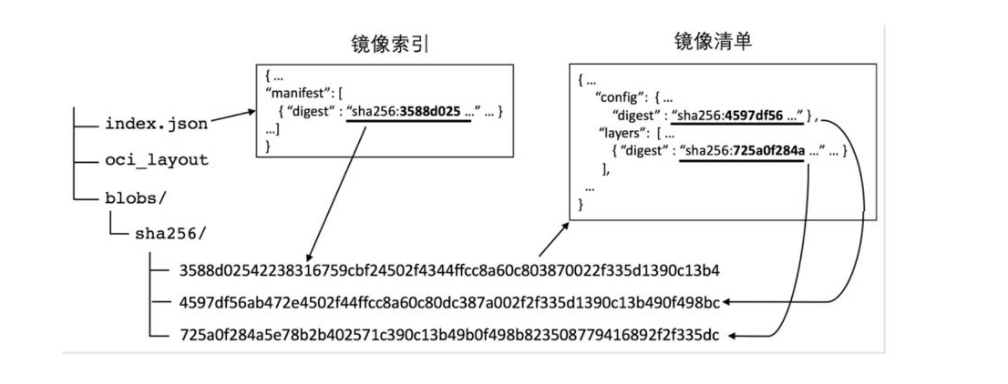 镜像索引
镜像清单
{ ...
"manifest": [
{ "digest" : "sha256:3588d025 ..." ... }
...]
}
{ ...
"config": { ...
"digest" : "sha256:4597df56 ..." },
"layers": [ ...
{ "digest" : "sha256:725a0f284a ..." ... }
],
...
}
index.json
oci_layout
blobs/
sha256/
3588d02542238316759cbf24502f4344ffcc8a60c803870022f335d1390c13b4
4597df56ab472e4502f44ffcc8a60c80dc387a002f2f335d1390c13b490f498bc
725a0f284a5e78b2b402571c390c13b49b0f498b823508779416892f2f335dc